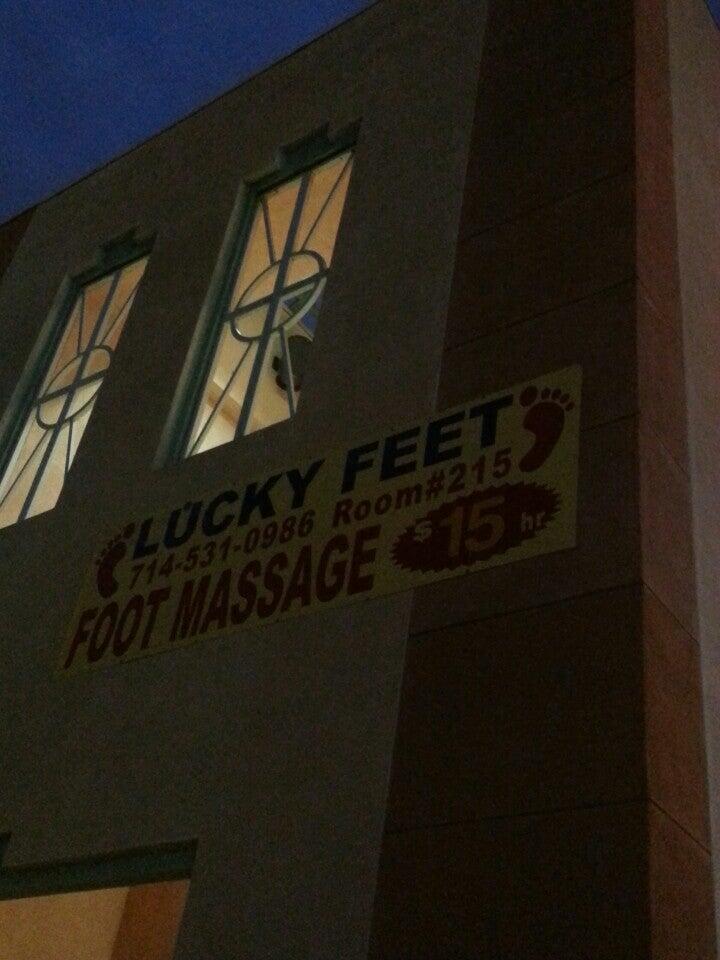 LUCKY FEET
714-531-0986 Room#215
FOOT MASSAGE $15 hr